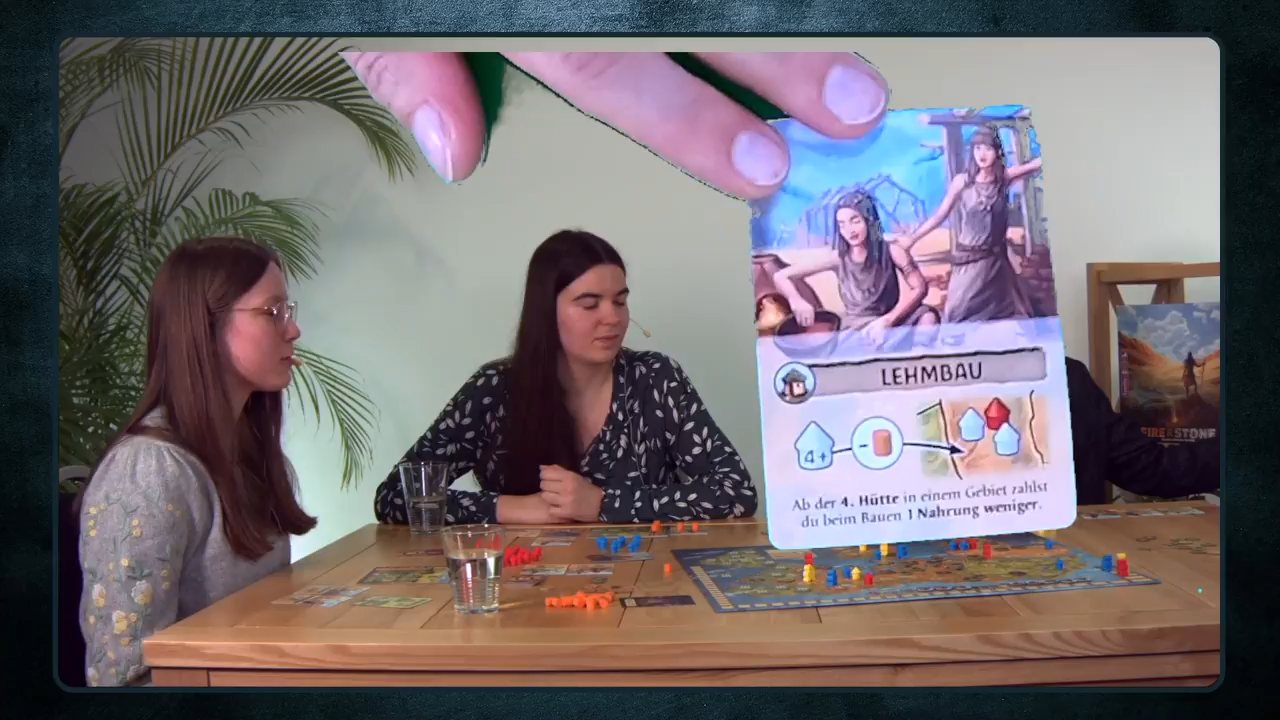 LEHMBAU
4+
-
Ab der 4. Hütte in einem Gebiet zahlst
du beim Bauen 1 Nahrung weniger.
FIRE & STONE